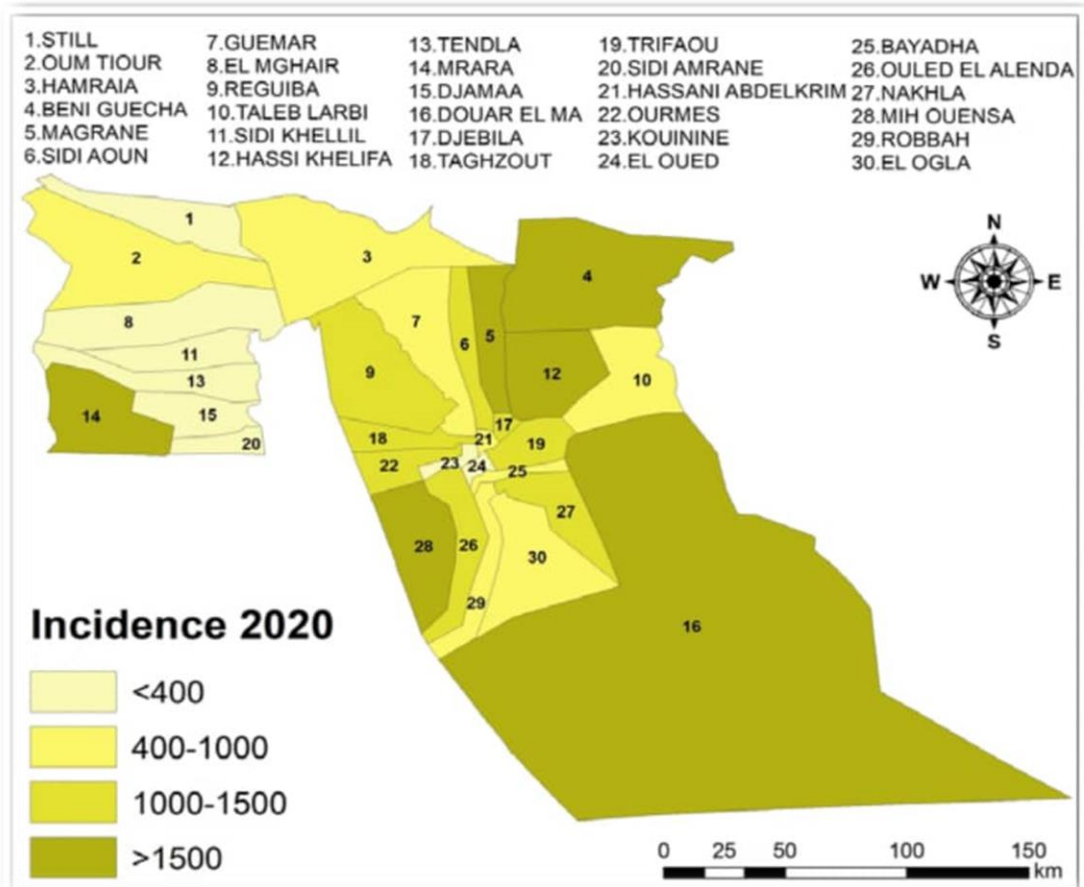 1.STILL
2.OUM TIOUR
3.HAMRAIA
4.BENI GUECHA
5.MAGRANE
6.SIDI AOUN
7.GUEMAR
8.EL MGHAIR
9.REGUIBA
10.TALEB LARBI
11.SIDI KHELLIL
12.HASSI KHELIFA
13.TENDLA
14.MRARA
15.DJAMAA
16.DOUAR EL MA
17.DJEBILA
18.TAGHZOUT
19.TRIFAOU
20.SIDI AMRANE
21.HASSANI ABDELKRIM
22.OURMES
23.KOUININE
24.EL OUED
25.BAYADHA
26.OULED EL ALENDA
27.NAKHLA
28.MIH OUENSA
29.ROBBAH
30.EL OGLA
N
W E
S
1
2
3
4
8
7
6
5
11
9
12
10
13
14
15
17
18
21
19
20
22
23
24
25
27
28
26
30
29
16
Incidence 2020
<400
400-1000
1000-1500
>1500
0 25 50 100 150
km